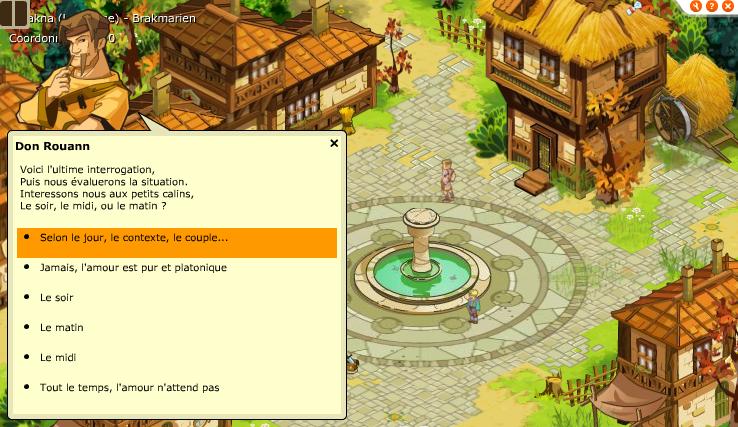 akna (
e) - Brakmarien
Coordon
0
Don Rouann
Voici l'ultime interrogation,
Puis nous évaluerons la situation.
Interessons nous aux petits calins,
Le soir, le midi, ou le matin ?
Selon le jour, le contexte, le couple...
Jamais, l'amour est pur et platonique
Le soir
Le matin
Le midi
Tout le temps, l'amour n'attend pas